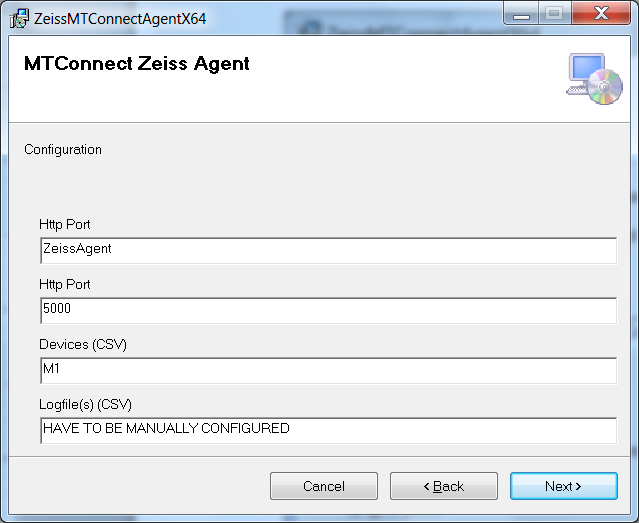 ZeissMTConnectAgentX64
MTConnect Zeiss Agent
Configuration
Http Port
ZeissAgent
Http Port
5000
Devices (CSV)
M1
Logfile(s) (CSV)
HAVE TO BE MANUALLY CONFIGURED
Cancel
< Back
Next >